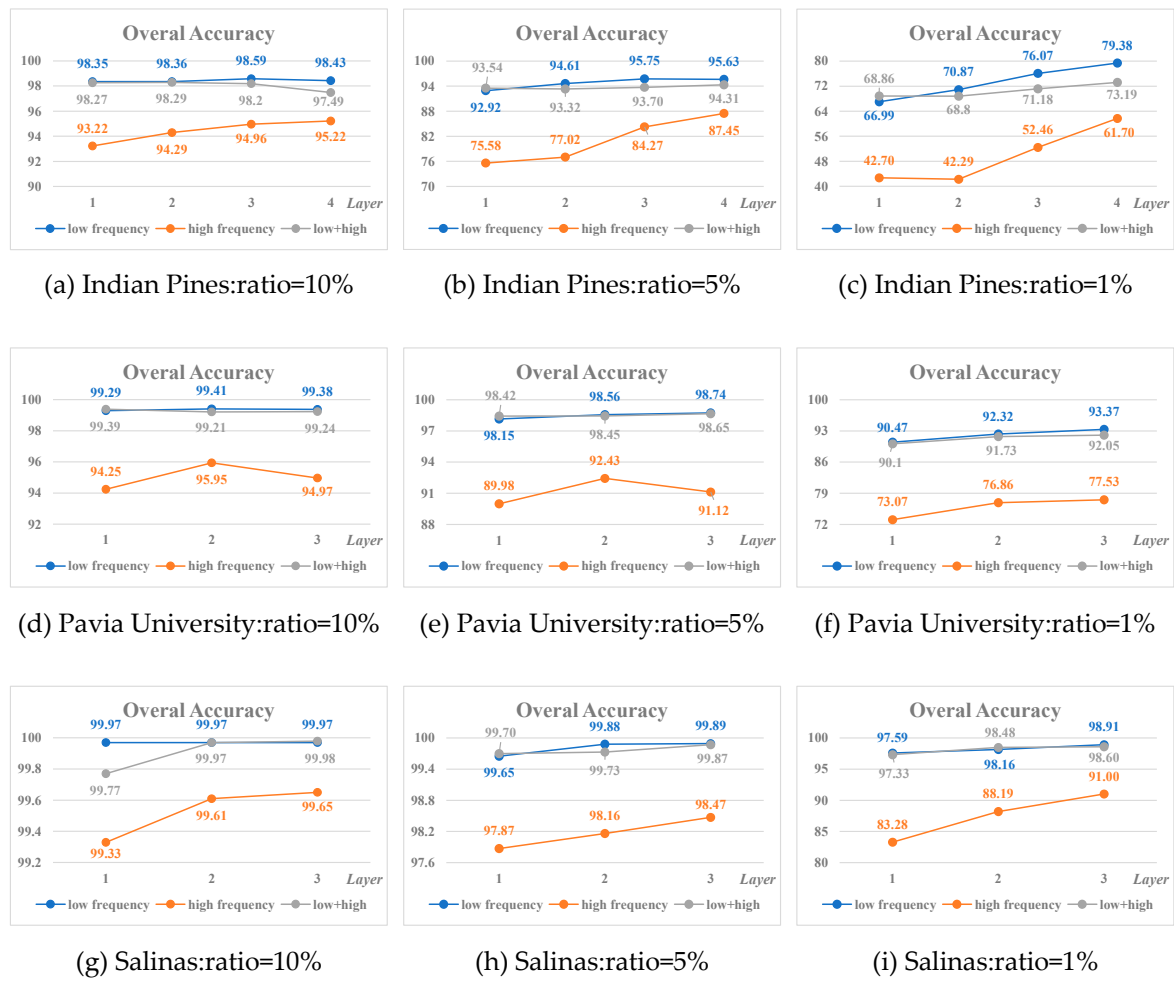 Overal Accuracy
100
98
96
94
92
90
98.35 98.36 98.59 98.43
98.27 98.29 98.2 97.49
93.22 94.29 94.96 95.22
1 2 3 4 Layer
low frequency high frequency low+high
(a) Indian Pines:ratio=10%
Overal Accuracy
100
94
88
82
76
70
93.54 94.61 95.75 95.63
92.92 93.32 93.70 94.31
75.58 77.02 84.27 87.45
1 2 3 4 Layer
low frequency high frequency low+high
(b) Indian Pines:ratio=5%
Overal Accuracy
80
72
64
56
48
40
68.86 70.87 76.07 79.38
66.99 68.8 71.18 73.19
42.70 42.29 52.46 61.70
1 2 3 4 Layer
low frequency high frequency low+high
(c) Indian Pines:ratio=1%
Overal Accuracy
100
98
96
94
92
99.29 99.41 99.38
99.39 99.21 99.24
94.25 95.95 94.97
1 2 3 Layer
low frequency high frequency low+high
(d) Pavia University:ratio=10%
Overal Accuracy
100
97
94
91
88
98.42 98.56 98.74
98.15 98.45 98.65
89.98 92.43 91.12
1 2 3 Layer
low frequency high frequency low+high
(e) Pavia University:ratio=5%
Overal Accuracy
100
93
86
79
72
90.47 92.32 93.37
90.1 91.73 92.05
73.07 76.86 77.53
1 2 3 Layer
low frequency high frequency low+high
(f) Pavia University:ratio=1%
Overal Accuracy
100
99.8
99.6
99.4
99.2
99.97 99.97 99.97
99.77 99.97 99.98
99.33 99.61 99.65
1 2 3 Layer
low frequency high frequency low+high
(g) Salinas:ratio=10%
Overal Accuracy
100
99.4
98.8
98.2
97.6
99.70 99.88 99.89
99.65 99.73 99.87
97.87 98.16 98.47
1 2 3 Layer
low frequency high frequency low+high
(h) Salinas:ratio=5%
Overal Accuracy
100
95
90
85
80
97.59 98.48 98.91
97.33 98.16 98.60
83.28 88.19 91.00
1 2 3 Layer
low frequency high frequency low+high
(i) Salinas:ratio=1%